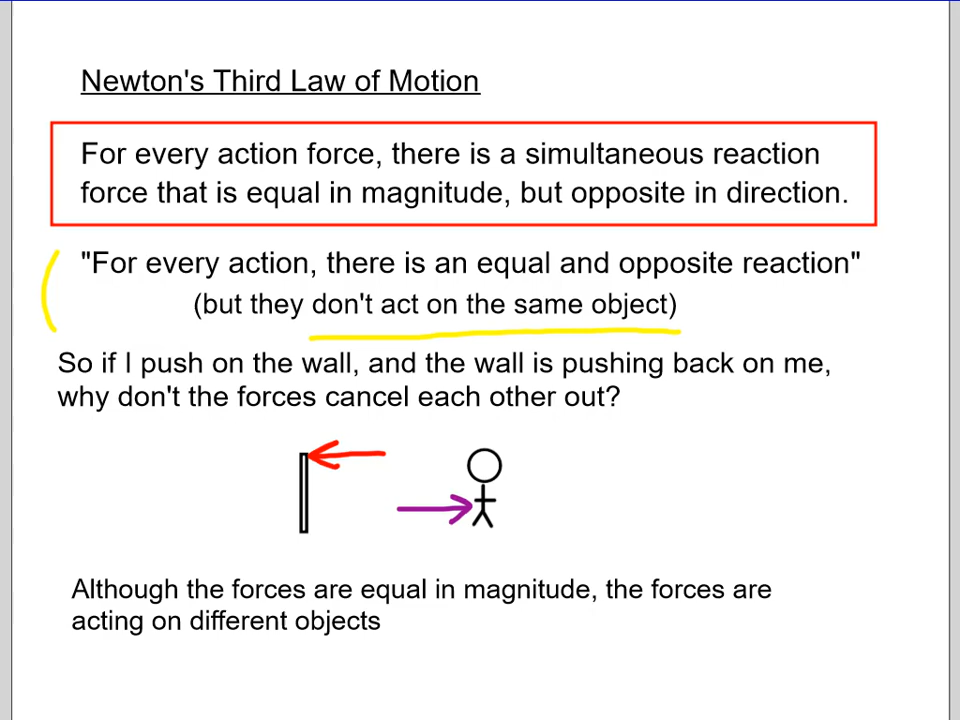 Newton's Third Law of Motion
For every action force, there is a simultaneous reaction
force that is equal in magnitude, but opposite in direction.
"For every action, there is an equal and opposite reaction"
(but they don't act on the same object)
So if I push on the wall, and the wall is pushing back on me,
why don't the forces cancel each other out?
Although the forces are equal in magnitude, the forces are
acting on different objects